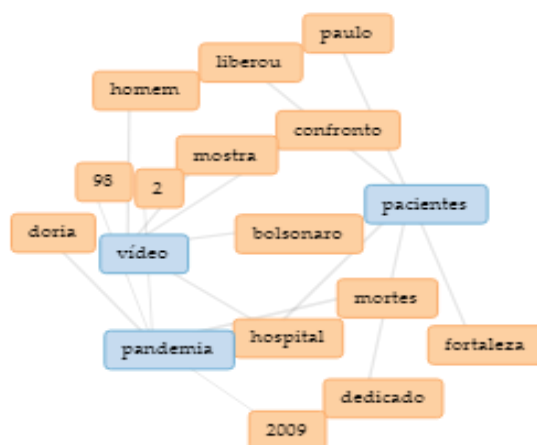 paulo
liberou
homem
confronto
mostra
98
2
pacientes
doria
bolsonaro
vídeo
mortes
hospital
pandemia
fortaleza
dedicado
2009